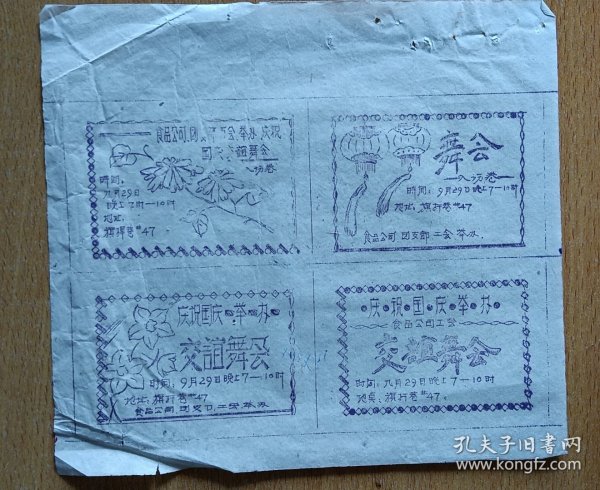 食品公司 团支部 工会 举办 庆祝
国庆 交谊舞会
入场卷
时间:
九月29日
晚上7时—10时
地址:
旗杆巷#47
舞会
—入场卷—
时间: 9月29日晚上7—10时
地址: 旗杆巷#47
食品公司 团支部 工会 举办.
庆祝国庆·举·办
交谊舞会
时间: 9月29日晚上7—10时
地址: 旗杆巷#47
食品公司 团支部 工会 举办
·庆·祝·国·庆·举·办
食品公司工会
交谊舞会
时间: 九月29日晚上7—10时
地点: 旗杆巷#47.
孔夫子旧书网
www.kongfz.com